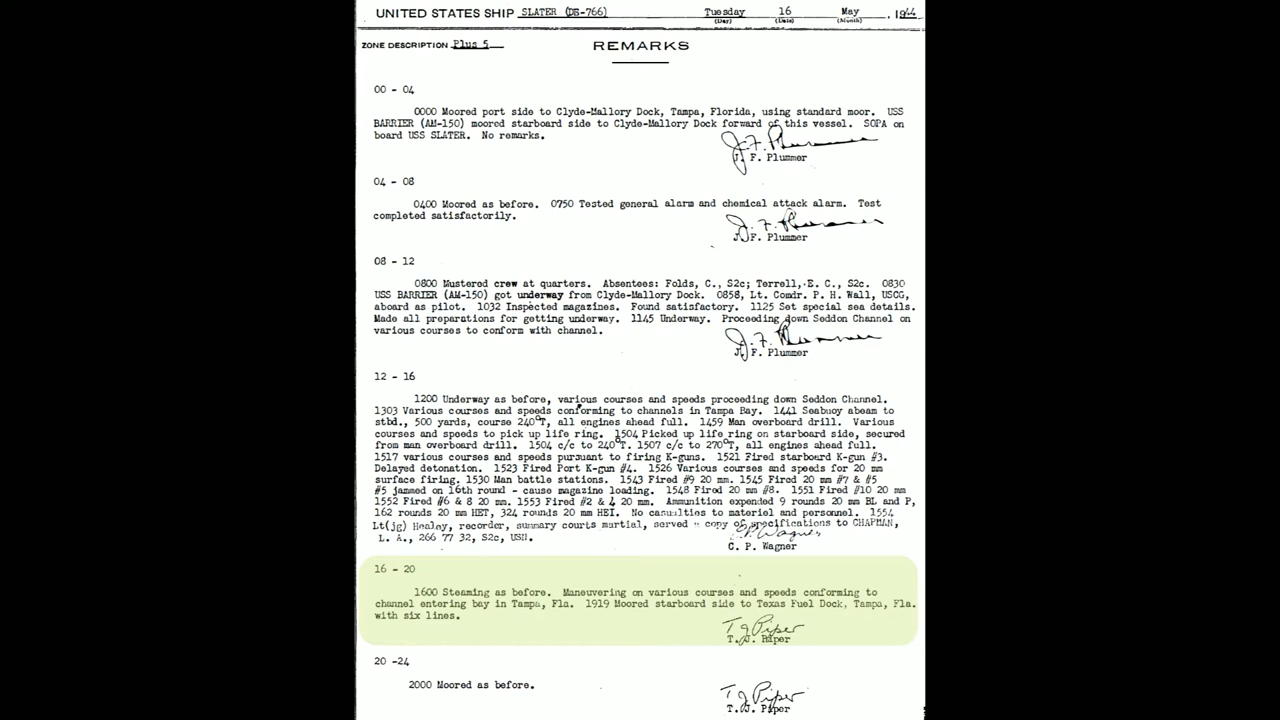 UNITED STATES SHIP SLATER (DE-766) Tuesday 16 May , 1944
(Day) (Date) (Month)
ZONE DESCRIPTION Plus 5
REMARKS
00 - 04
0000 Moored port side to Clyde-Mallory Dock, Tampa, Florida, using standard moor. USS
BARRIER (AM-150) moored starboard side to Clyde-Mallory Dock forward of this vessel. SOPA on
board USS SLATER. No remarks.
J. F. Plummer
J. F. Plummer
04 - 08
0400 Moored as before. 0750 Tested general alarm and chemical attack alarm. Test
completed satisfactorily.
J. F. Plummer
J. F. Plummer
08 - 12
0800 Mustered crew at quarters. Absentees: Folds, C., S2c; Terrell, E. C., S2c. 0830
USS BARRIER (AM-150) got underway from Clyde-Mallory Dock. 0858, Lt. Comdr. P. H. Wall, USCG,
aboard as pilot. 1032 Inspected magazines. Found satisfactory. 1125 Set special sea details.
Made all preparations for getting underway. 1145 Underway. Proceeding down Seddon Channel on
various courses to conform with channel.
J. F. Plummer
J. F. Plummer
12 - 16
1200 Underway as before, various courses and speeds proceeding down Seddon Channel.
1303 Various courses and speeds conforming to channels in Tampa Bay. 1441 Seabuoy abeam to
stbd., 500 yards, course 240°T, all engines ahead full. 1459 Man overboard drill. Various
courses and speeds to pick up life ring. 1504 Picked up life ring on starboard side, secured
from man overboard drill. 1504 c/c to 240°T. 1507 c/c to 270°T, all engines ahead full.
1517 various courses and speeds pursuant to firing K-guns. 1521 Fired starboard K-gun #3.
Delayed detonation. 1523 Fired Port K-gun #4. 1526 Various courses and speeds for 20 mm
surface firing. 1530 Man battle stations. 1543 Fired #9 20 mm. 1545 Fired 20 mm #7 & #5
#5 jammed on 16th round - cause magazine loading. 1548 Fired 20 mm #8. 1551 Fired #10 20 mm
1552 Fired #6 & 8 20 mm. 1553 Fired #2 & 4 20 mm. Ammunition expended 9 rounds 20 mm BL and P,
162 rounds 20 mm HET, 324 rounds 20 mm HEI. No casualties to materiel and personnel. 1554
Lt(jg) Healey, recorder, summary courts martial, served copy of specifications to CHAPMAN,
L. A., 266 77 32, S2c, USN.
C. P. Wagner
C. P. Wagner
16 - 20
1600 Steaming as before. Maneuvering on various courses and speeds conforming to
channel entering bay in Tampa, Fla. 1919 Moored starboard side to Texas Fuel Dock, Tampa, Fla.
with six lines.
T J Piper
T. J. Piper
20 -24
2000 Moored as before.
T J Piper
T. J. Piper